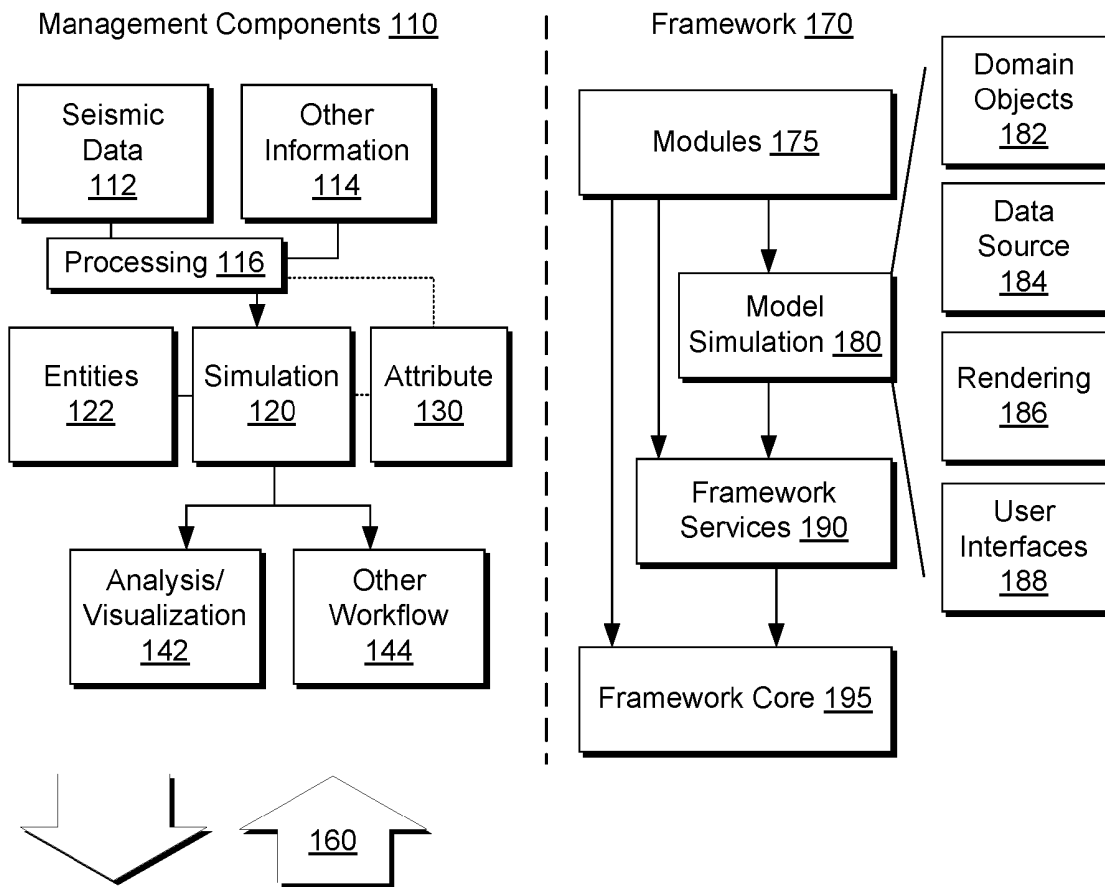 Management Components 110
Seismic
Data
112
Other
Information
114
Processing 116
Entities
122
Simulation
120
Attribute
130
Analysis/
Visualization
142
Other
Workflow
144
160
Framework 170
Modules 175
Model
Simulation 180
Framework
Services 190
Framework Core 195
Domain
Objects
182
Data
Source
184
Rendering
186
User
Interfaces
188